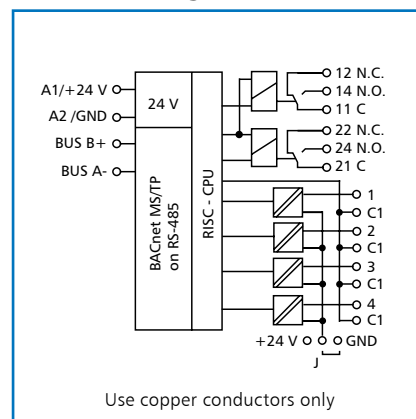 A1/+24 V
A2 /GND
BUS B+
BUS A-
24 V
BACnet MS/TP
on RS-485
RISC - CPU
12 N.C.
14 N.O.
11 C
22 N.C.
24 N.O.
21 C
1
C1
2
C1
3
C1
4
C1
+24 V
GND
J
Use copper conductors only